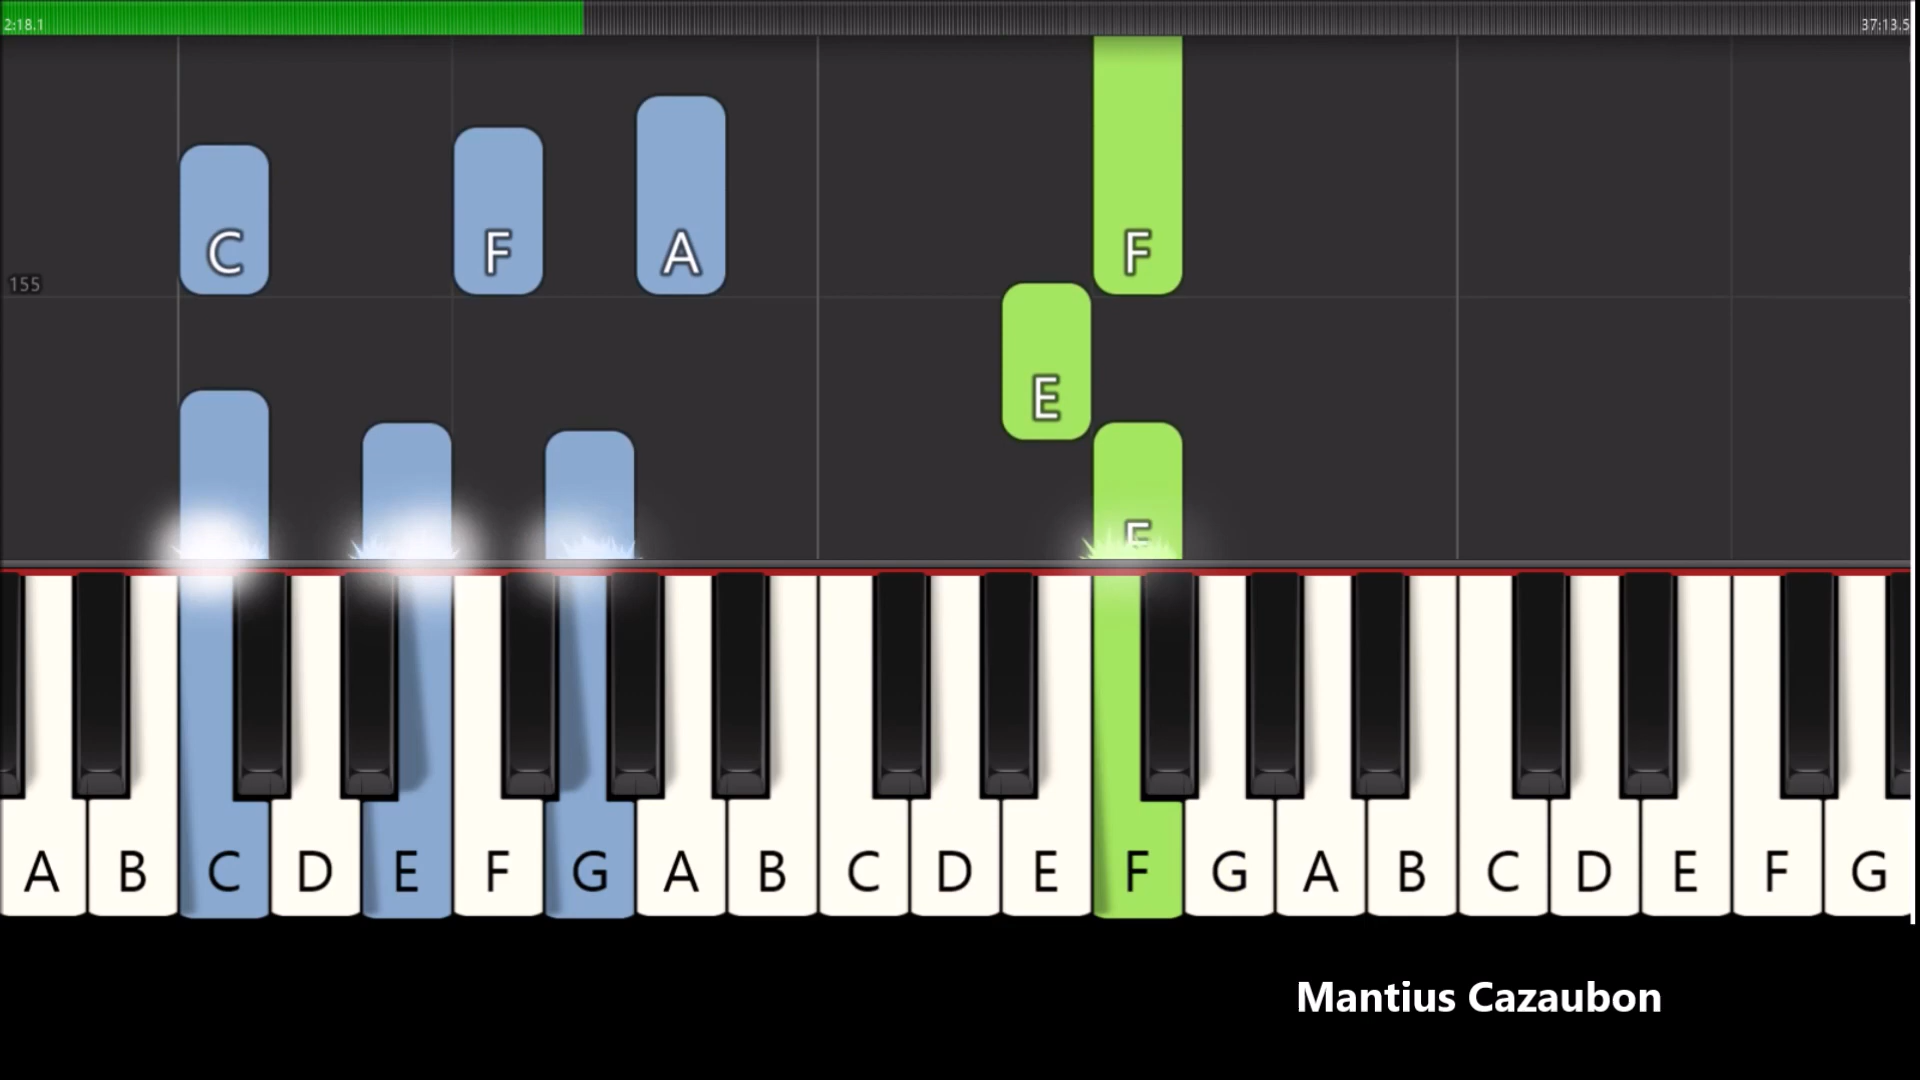 2:18.1 37:13.5
C F A F
155
E
F
A B C D E F G A B C D E F G A B C D E F G
Mantius Cazaubon